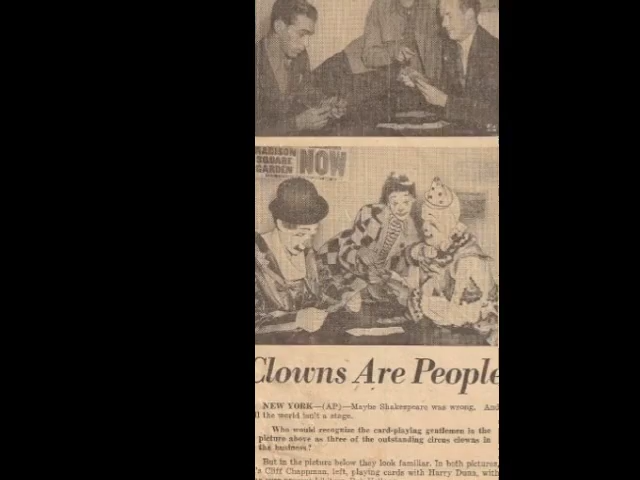 MADISON
SQUARE
GARDEN
NOW
Clowns Are People
NEW YORK—(AP)—Maybe Shakespeare was wrong. And
ll the world isn't a stage.
Who would recognize the card-playing gentlemen in the
picture above as three of the outstanding circus clowns in
the business?
But in the picture below they look familiar. In both pictures,
's Cliff Chappman, left, playing cards with Harry Dann, with